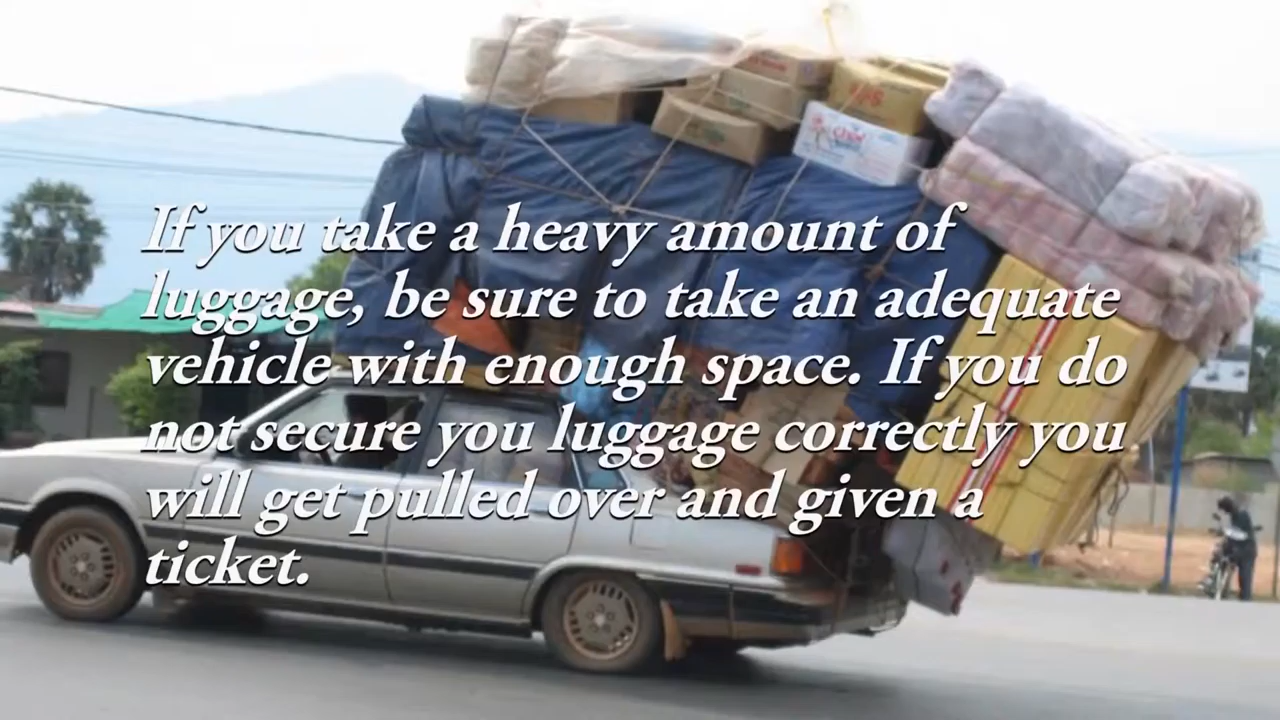 If you take a heavy amount of
luggage, be sure to take an adequate
vehicle with enough space. If you do
not secure you luggage correctly you
will get pulled over and given a
ticket.